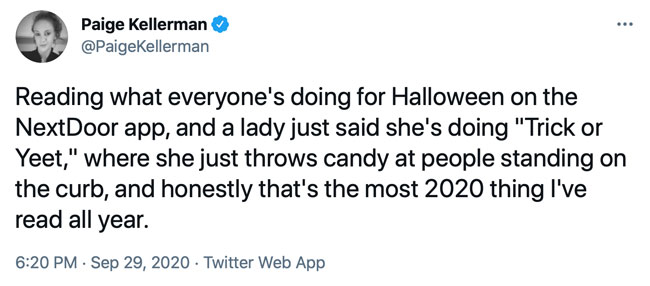 Paige Kellerman
@PaigeKellerman
Reading what everyone's doing for Halloween on the
NextDoor app, and a lady just said she's doing "Trick or
Yeet," where she just throws candy at people standing on
the curb, and honestly that's the most 2020 thing I've
read all year.
6:20 PM · Sep 29, 2020 · Twitter Web App